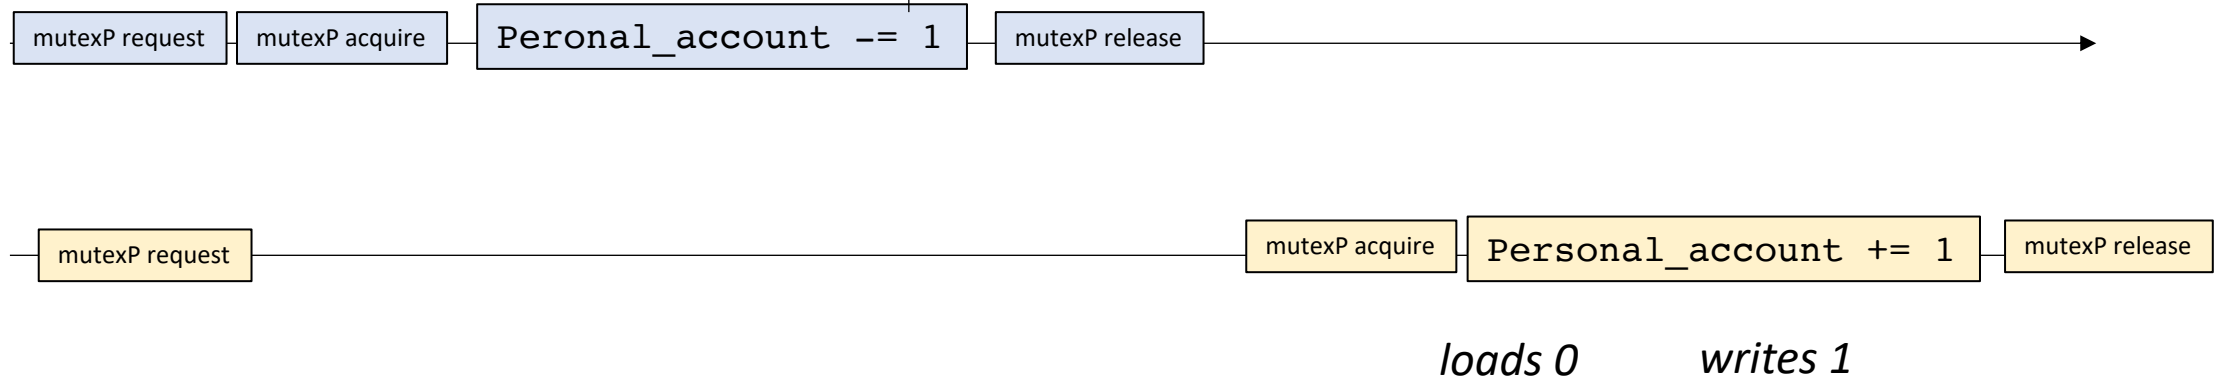 mutexP request mutexP acquire Peronal_account -= 1 mutexP release
mutexP request mutexP acquire Personal_account += 1 mutexP release
loads 0 writes 1